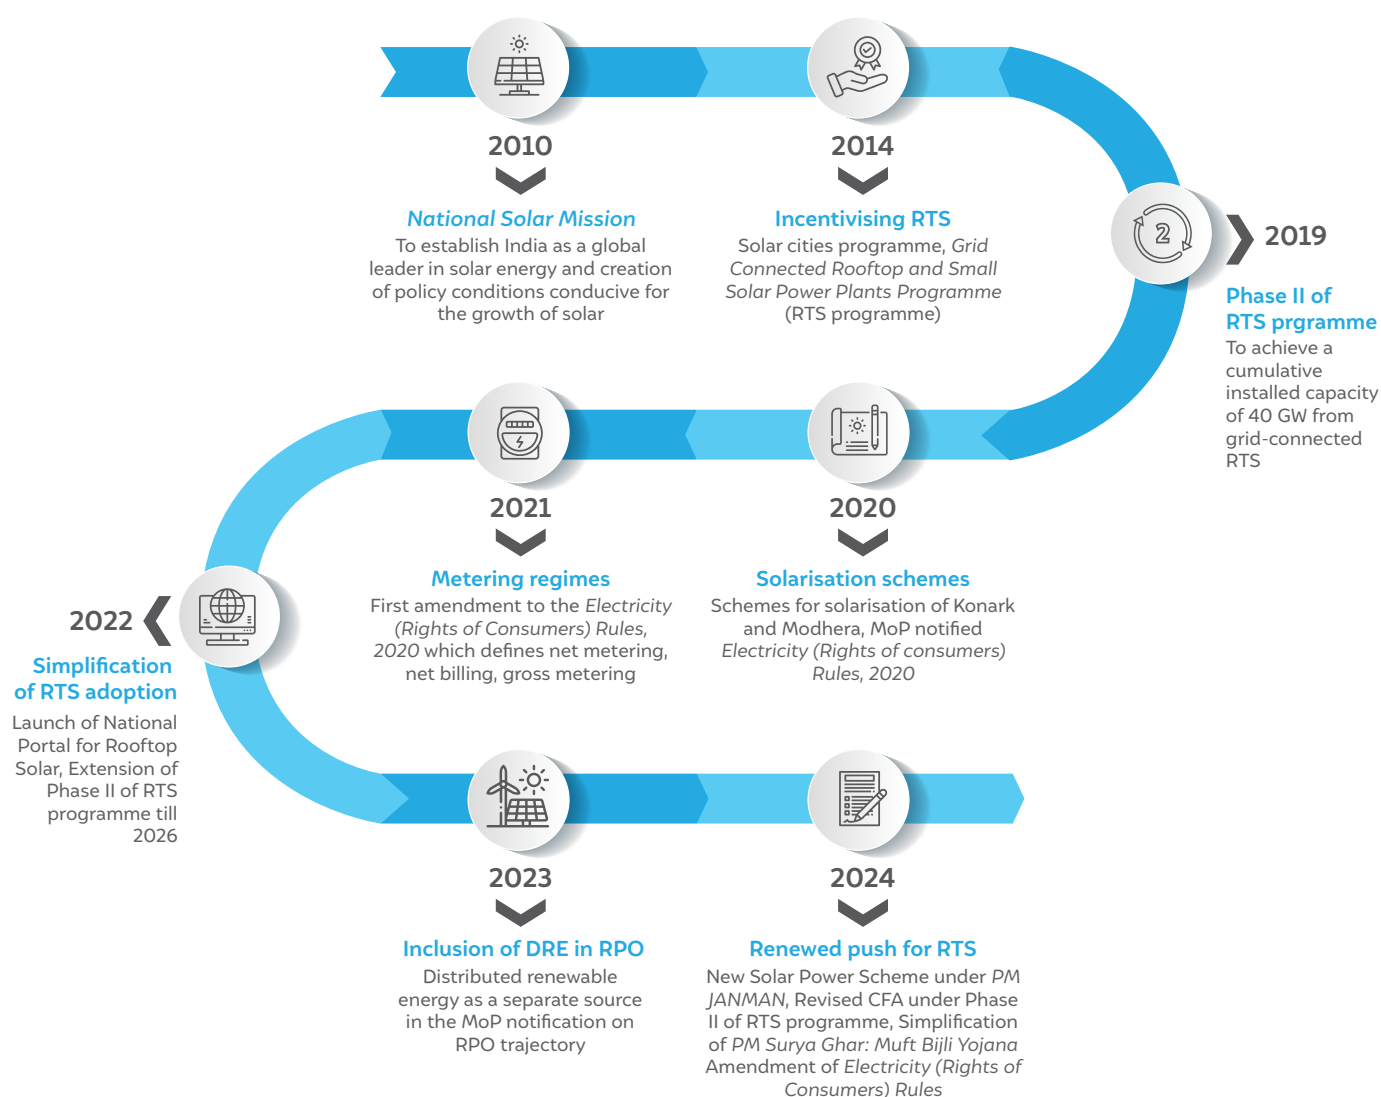 2010
National Solar Mission
To establish India as a global
leader in solar energy and creation
of policy conditions conducive for
the growth of solar
2014
Incentivising RTS
Solar cities programme, Grid
Connected Rooftop and Small
Solar Power Plants Programme
(RTS programme)
2
2019
Phase II of
RTS prgramme
To achieve a
cumulative
installed capacity
of 40 GW from
grid-connected
RTS
2020
Solarisation schemes
Schemes for solarisation of Konark
and Modhera, MoP notified
Electricity (Rights of consumers)
Rules, 2020
2021
Metering regimes
First amendment to the Electricity
(Rights of Consumers) Rules,
2020 which defines net metering,
net billing, gross metering
2022
Simplification
of RTS adoption
Launch of National
Portal for Rooftop
Solar, Extension of
Phase II of RTS
programme till
2026
2023
Inclusion of DRE in RPO
Distributed renewable
energy as a separate source
in the MoP notification on
RPO trajectory
2024
Renewed push for RTS
New Solar Power Scheme under PM
JANMAN, Revised CFA under Phase
II of RTS programme, Simplification
of PM Surya Ghar: Muft Bijli Yojana
Amendment of Electricity (Rights of
Consumers) Rules